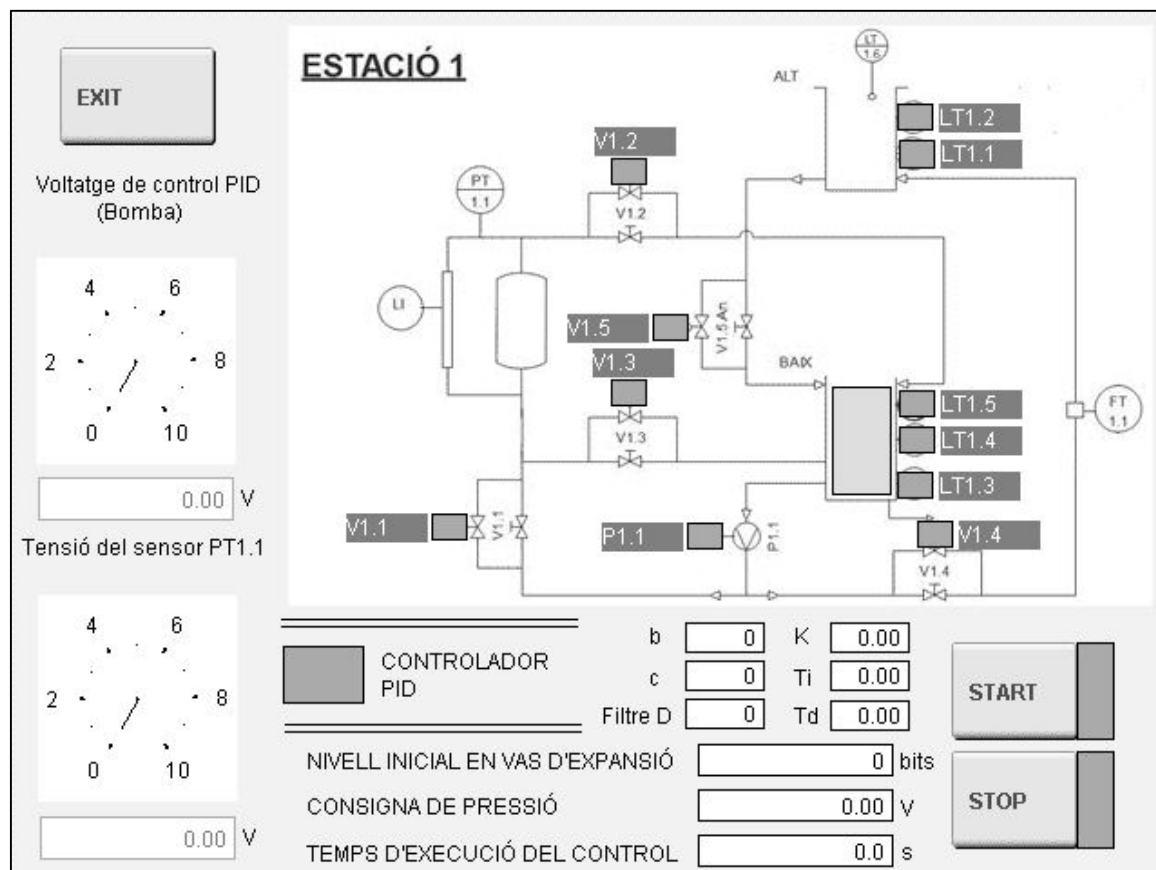 EXIT
Voltatge de control PID
(Bomba)
4 6
2 8
0 10
0.00 V
Tensió del sensor PT1.1
4 6
2 8
0 10
0.00 V
ESTACIÓ 1
LT
1.6
ALT
LT1.2
LT1.1
V1.2
PT
1.1
V1.2
LI
V1.5
V1.5 An
V1.3
BAIX
LT1.5
FT
1.1
LT1.4
V1.3
LT1.3
V1.1
V1.1
P1.1
P1.1
V1.4
V1.4
CONTROLADOR
PID
b 0 K 0.00
c 0 Ti 0.00
Filtre D 0 Td 0.00
NIVELL INICIAL EN VAS D'EXPANSIÓ 0 bits
CONSIGNA DE PRESSIÓ 0.00 V
TEMPS D'EXECUCIÓ DEL CONTROL 0.0 s
START
STOP